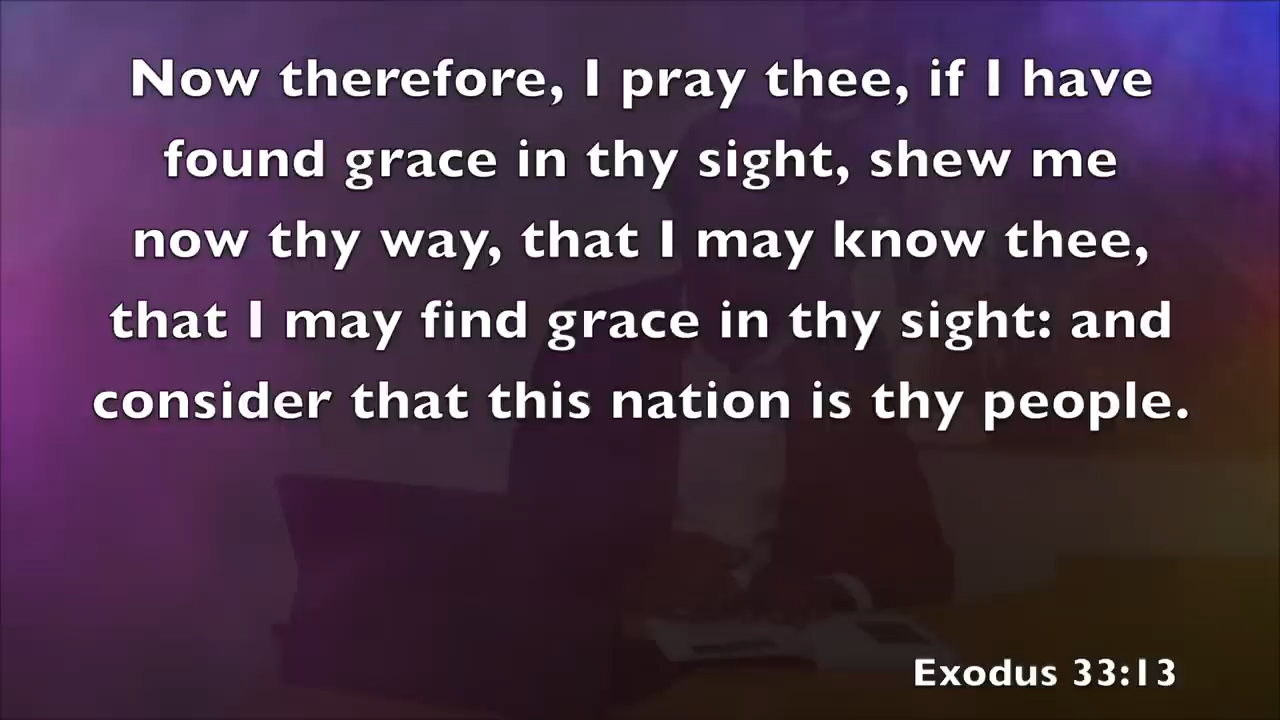 Now therefore, I pray thee, if I have
found grace in thy sight, shew me
now thy way, that I may know thee,
that I may find grace in thy sight: and
consider that this nation is thy people.
Exodus 33:13